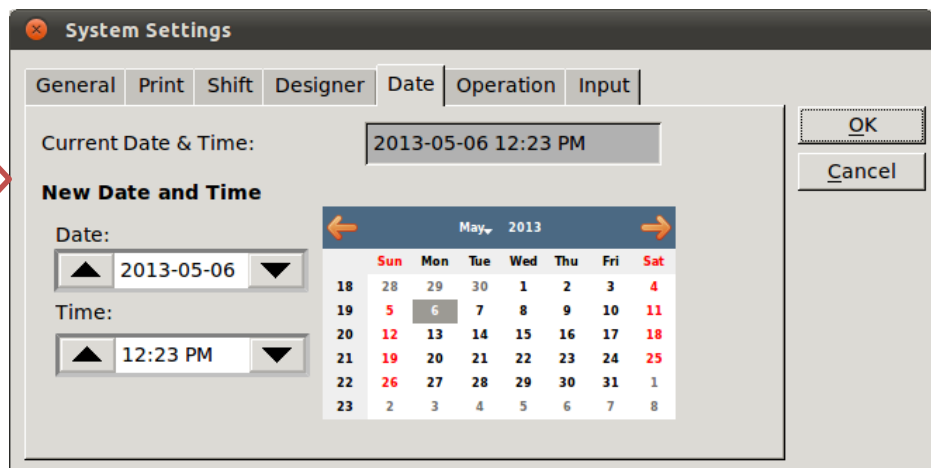 System Settings
General Print Shift Designer Date Operation Input
Current Date & Time: 2013-05-06 12:23 PM
OK
Cancel
New Date and Time
Date:
2013-05-06
Time:
12:23 PM
May 2013
Sun Mon Tue Wed Thu Fri Sat
18 28 29 30 1 2 3 4
19 5 6 7 8 9 10 11
20 12 13 14 15 16 17 18
21 19 20 21 22 23 24 25
22 26 27 28 29 30 31 1
23 2 3 4 5 6 7 8